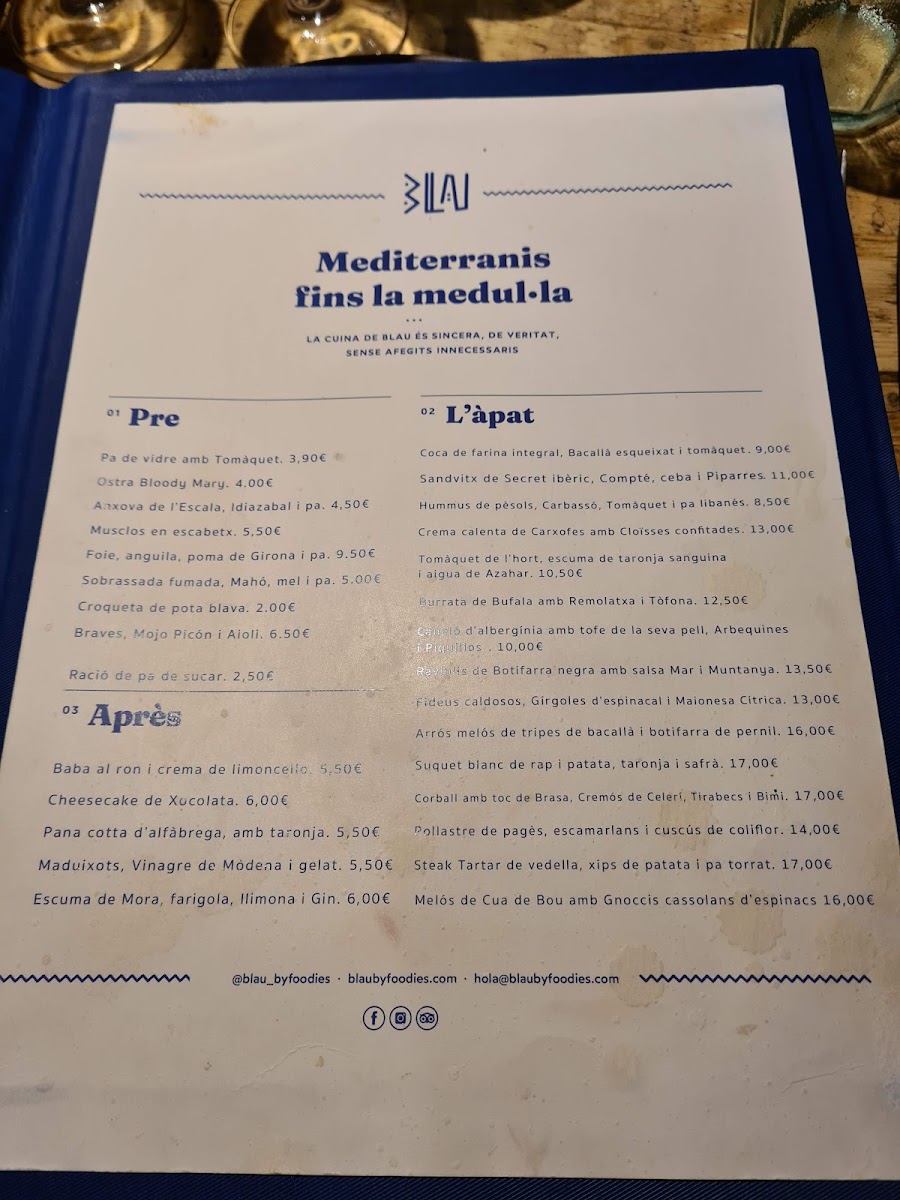 BLAU
Mediterranis
fins la medul·la
LA CUINA DE BLAU ÉS SINCERA, DE VERITAT,
SENSE AFEGITS INNECESSARIS
01 Pre
Pa de vidre amb Tomàquet. 3,90€
Ostra Bloody Mary. 4.00€
Anxova de l'Escala, Idiazabal i pa. 4,50€
Musclos en escabetx. 5,50€
Foie, anguila, poma de Girona i pa. 9.50€
Sobrassada fumada, Mahó, mel i pa. 5.00€
Croqueta de pota blava. 2.00€
Braves, Mojo Picón i Aioli. 6.50€
Ració de pa de sucar. 2,50€
02 L'àpat
Coca de farina integral, Bacallà esqueixat i tomàquet. 9,00€
Sandvitx de Secret ibèric, Compté, ceba i Piparres. 11,00€
Hummus de pèsols, Carbassó, Tomàquet i pa libanés. 8,50€
Crema calenta de Carxofes amb Cloïsses confitades. 13,00€
Tomàquet de l'hort, escuma de taronja sanguina
i aigua de Azahar. 10,50€
Burrata de Bufala amb Remolatxa i Tòfona. 12,50€
Caneló d'albergínia amb tofe de la seva pell, Arbequines
i Piquillos . 10,00€
Raviolis de Botifarra negra amb salsa Mar i Muntanya. 13,50€
Fideus caldosos, Gírgoles d'espinacal i Maionesa Cítrica. 13,00€
Arrós melós de tripes de bacallà i botifarra de pernil. 16,00€
Suquet blanc de rap i patata, taronja i safrà. 17,00€
Corball amb toc de Brasa, Cremós de Celeri, Tirabecs i Bimi. 17,00€
Pollastre de pagès, escamarlans i cuscús de coliflor. 14,00€
Steak Tartar de vedella, xips de patata i pa torrat. 17,00€
Melós de Cua de Bou amb Gnoccis cassolans d'espinacs 16,00€
03 Après
Baba al ron i crema de limoncello. 5,50€
Cheesecake de Xocolata. 6,00€
Pana cotta d'alfàbrega, amb taronja. 5,50€
Maduixots, Vinagre de Mòdena i gelat. 5,50€
Escuma de Mora, farigola, llimona i Gin. 6,00€
@blau_byfoodies · blaubyfoodies.com · hola@blaubyfoodies.com